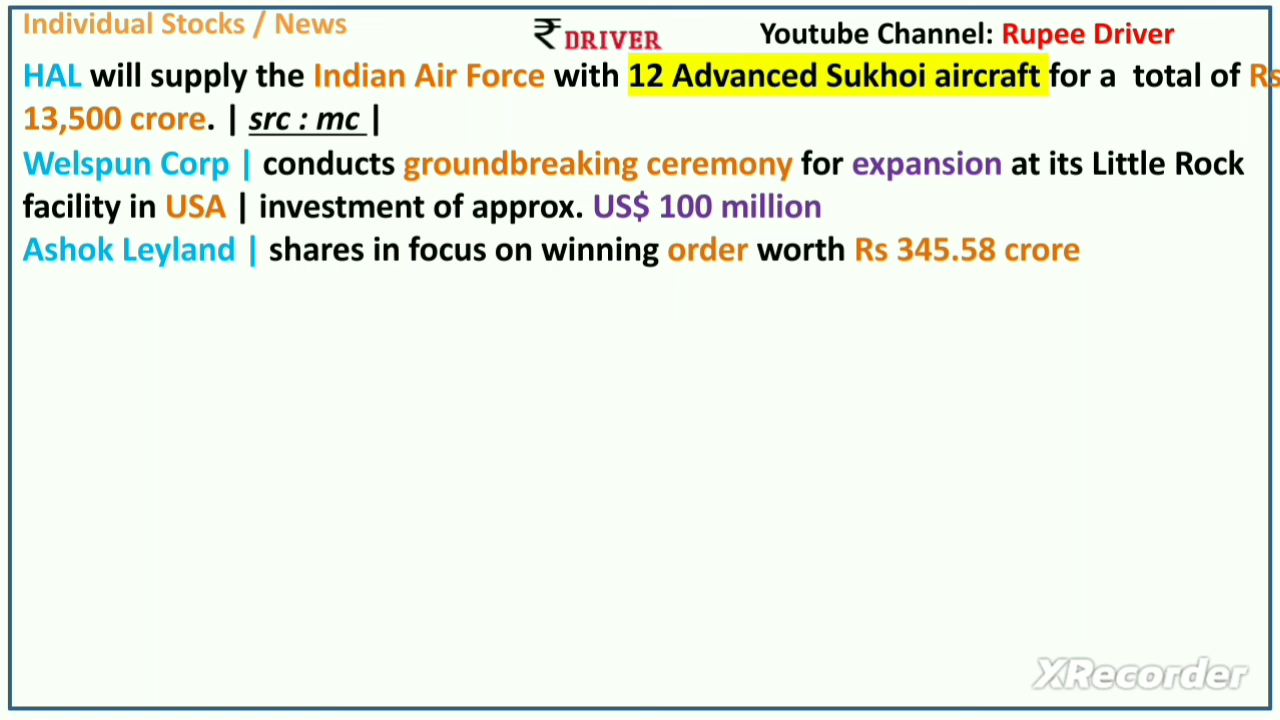 Individual Stocks / News
₹ DRIVER
Youtube Channel: Rupee Driver
HAL will supply the Indian Air Force with 12 Advanced Sukhoi aircraft for a total of Rs
13,500 crore. | src : mc |
Welspun Corp | conducts groundbreaking ceremony for expansion at its Little Rock
facility in USA | investment of approx. US$ 100 million
Ashok Leyland | shares in focus on winning order worth Rs 345.58 crore
XRecorder